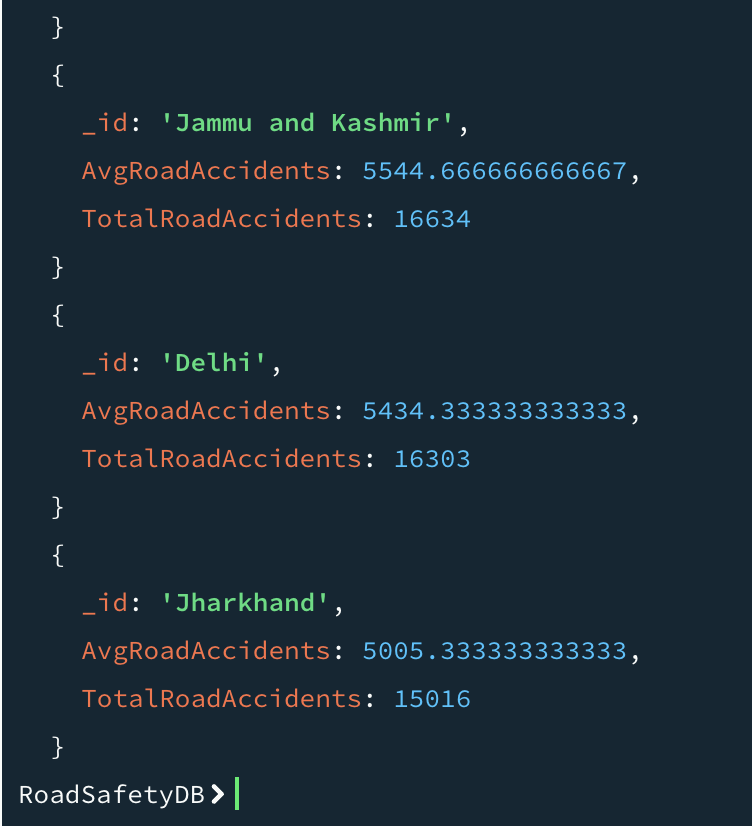 }
{
_id: 'Jammu and Kashmir',
AvgRoadAccidents: 5544.666666666667,
TotalRoadAccidents: 16634
}
{
_id: 'Delhi',
AvgRoadAccidents: 5434.333333333333,
TotalRoadAccidents: 16303
}
{
_id: 'Jharkhand',
AvgRoadAccidents: 5005.333333333333,
TotalRoadAccidents: 15016
}
RoadSafetyDB>